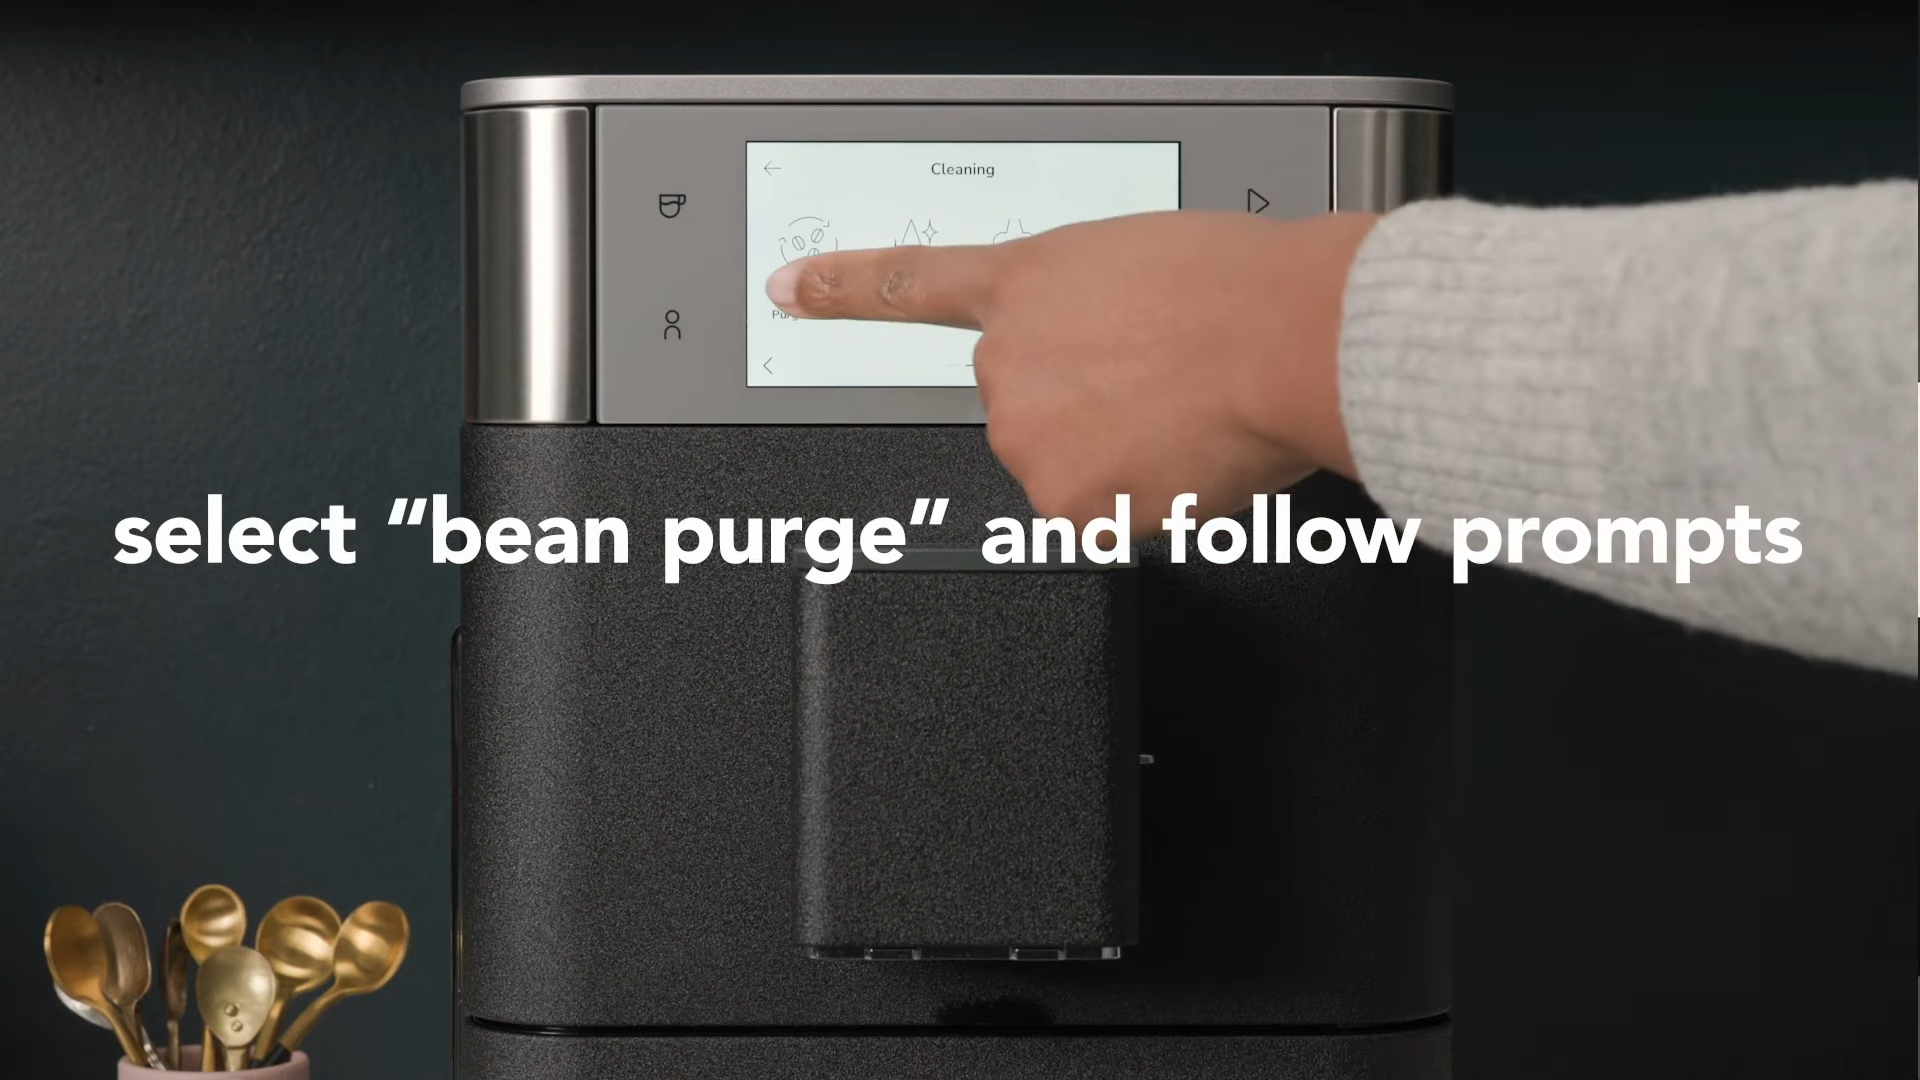 Cleaning
select “bean purge” and follow prompts